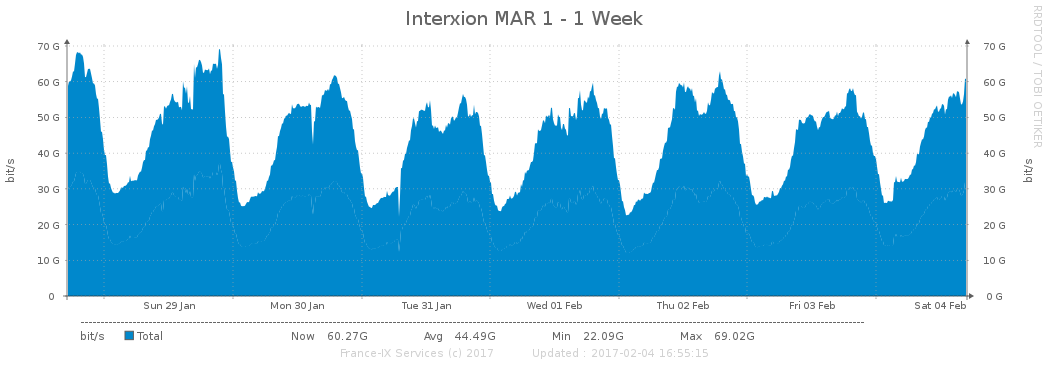 Interxion MAR 1 - 1 Week
RRDTOOL / TOBI OETIKER
bit/s
bit/s
70 G 70 G
60 G 60 G
50 G 50 G
40 G 40 G
30 G 30 G
20 G 20 G
10 G 10 G
0 0 G
Sun 29 Jan Mon 30 Jan Tue 31 Jan Wed 01 Feb Thu 02 Feb Fri 03 Feb Sat 04 Feb
bit/s Total Now 60.27G Avg 44.49G Min 22.09G Max 69.02G
France-IX Services (c) 2017 Updated : 2017-02-04 16:55:15